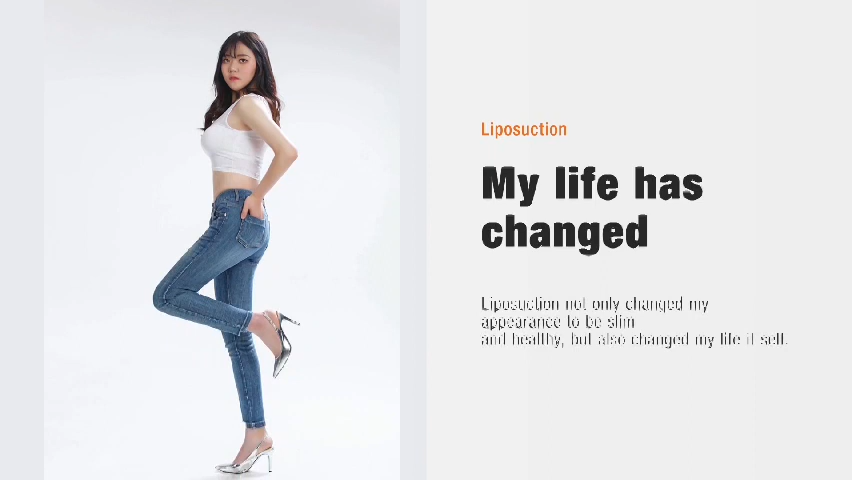 Liposuction
My life has
changed
Liposuction not only changed my
appearance to be slim
and healthy, but also changed my life it self.